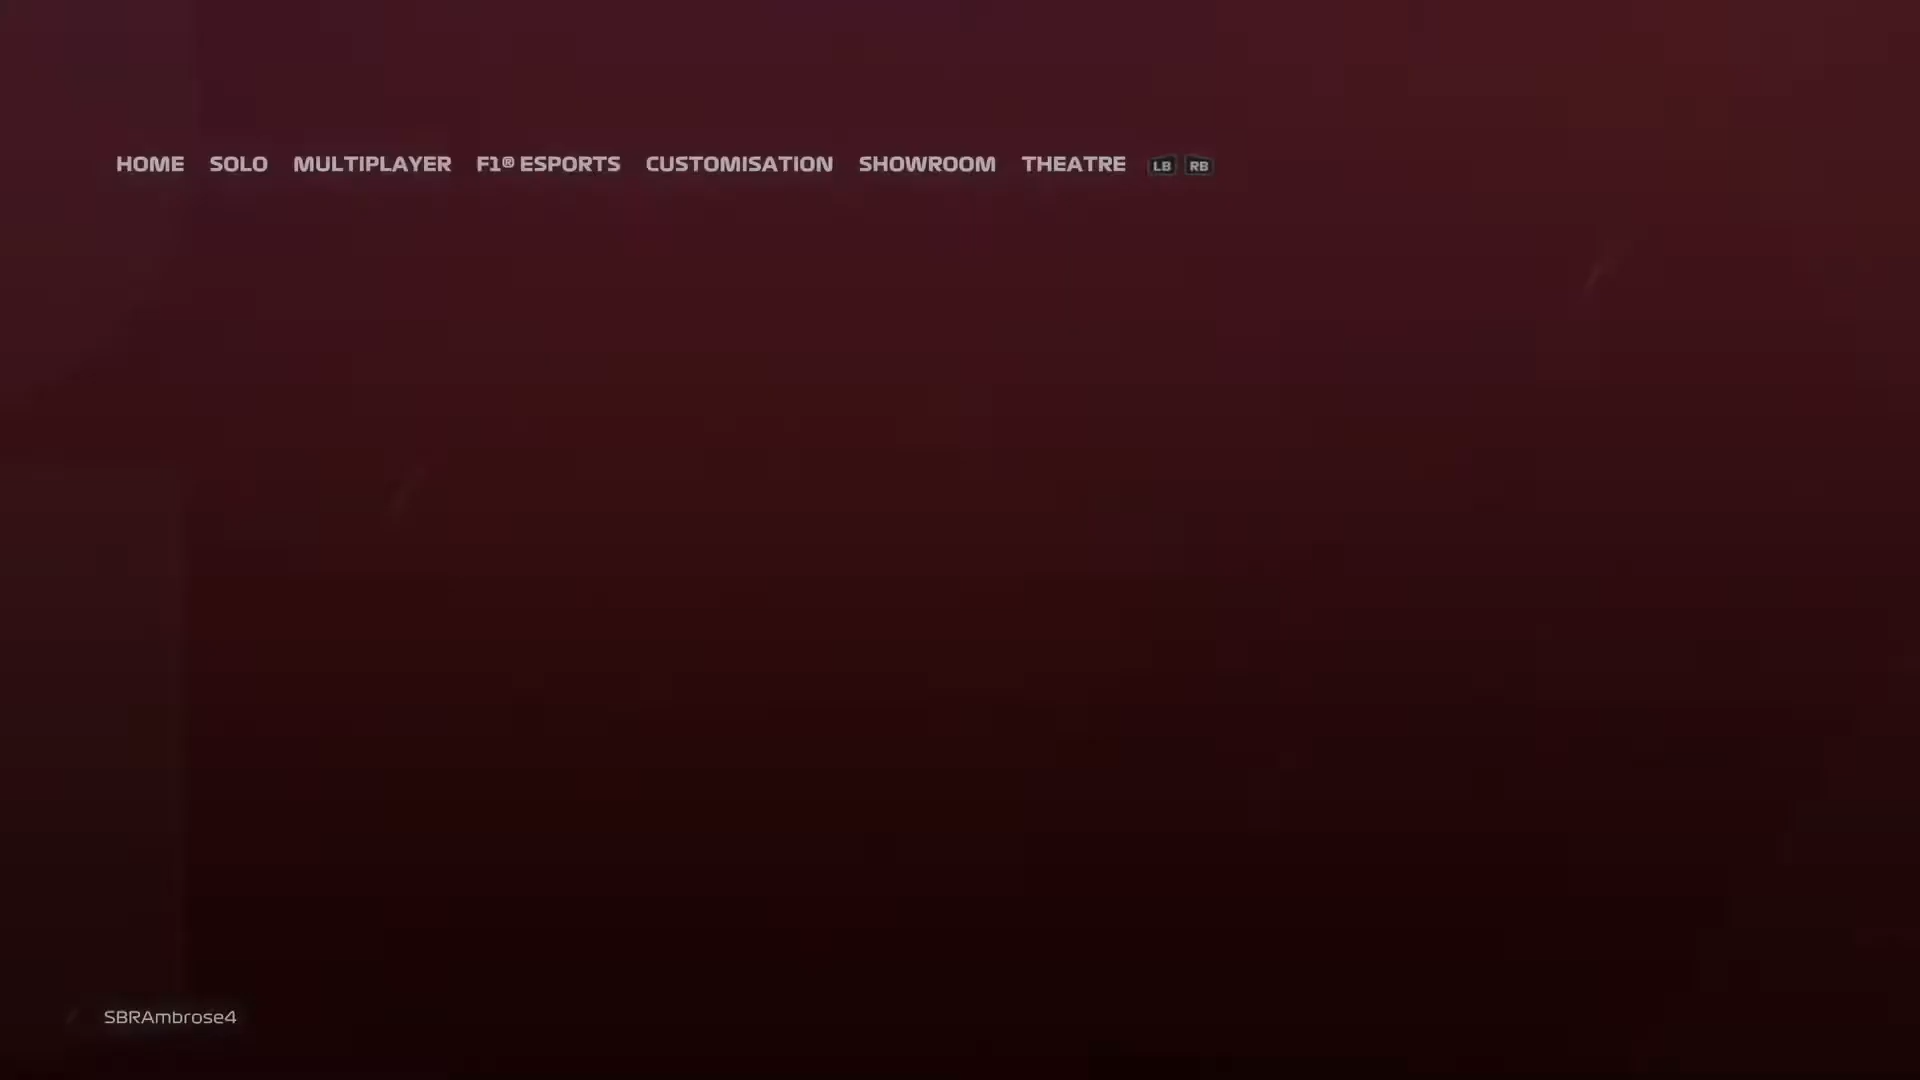 HOME SOLO MULTIPLAYER F1® ESPORTS CUSTOMISATION SHOWROOM THEATRE LB RB
SBRAmbrose4